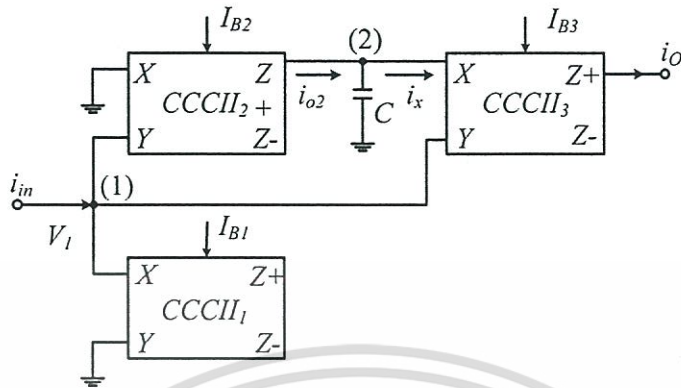 I_B2
(2)
I_B3
X
Z
X
Z+
i_O
CCCII_2 +
i_o2
C
i_x
CCCII_3
Y
Z-
Y
Z-
i_in
(1)
V_1
I_B1
X
Z+
CCCII_1
Y
Z-